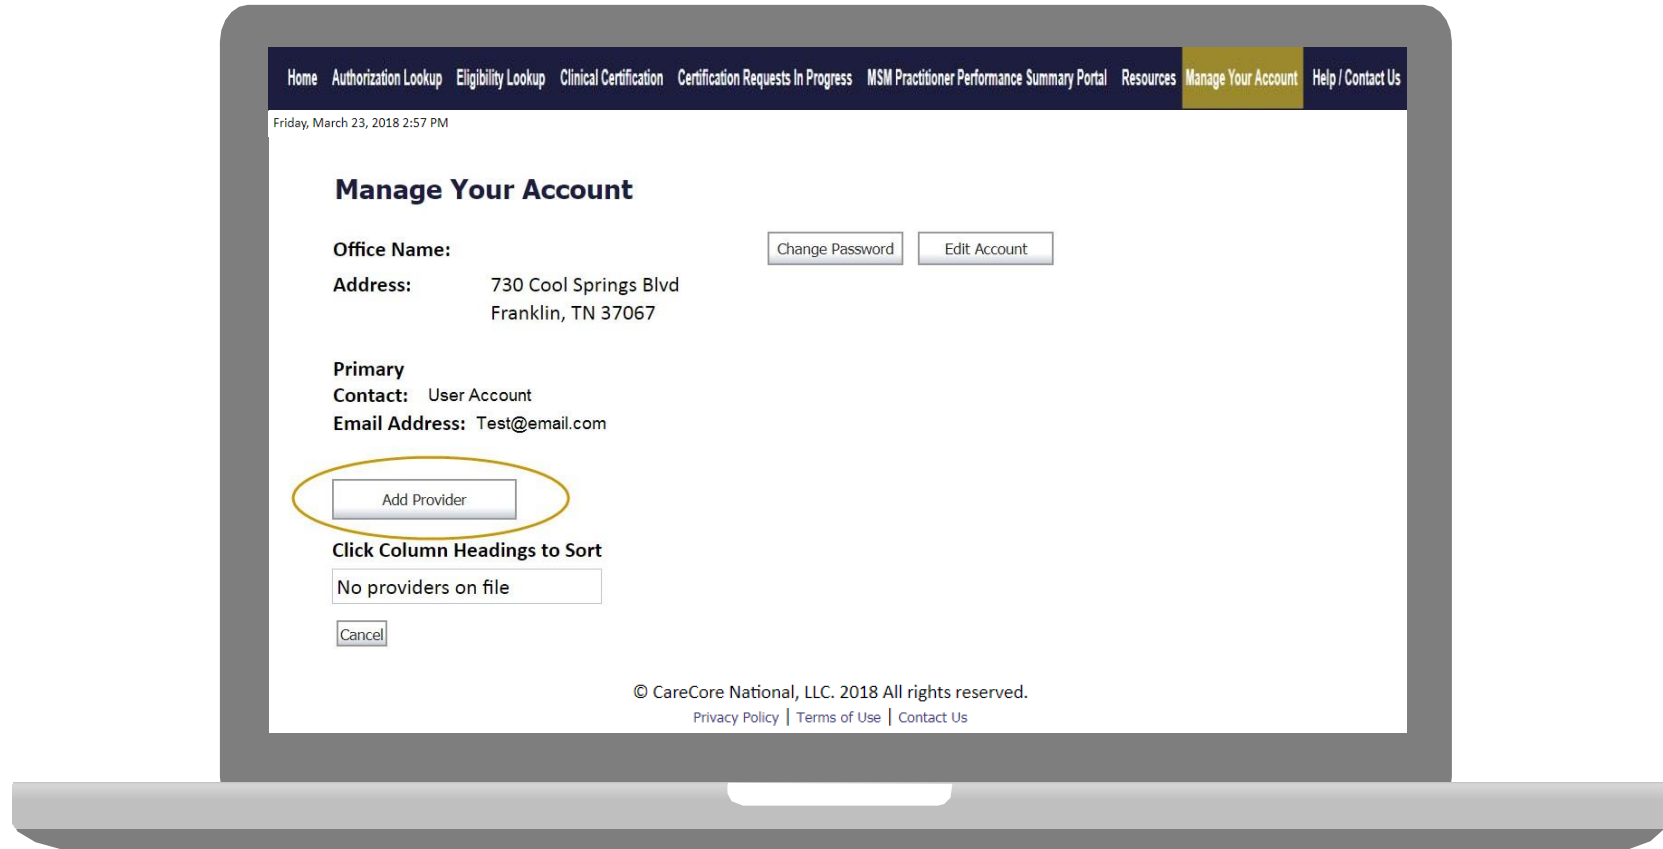 Home Authorization Lookup Eligibility Lookup Clinical Certification Certification Requests In Progress MSM Practitioner Performance Summary Portal Resources Manage Your Account Help / Contact Us
Friday, March 23, 2018 2:57 PM
Manage Your Account
Office Name:
Change Password Edit Account
Address: 730 Cool Springs Blvd
Franklin, TN 37067
Primary
Contact: User Account
Email Address: Test@email.com
Add Provider
Click Column Headings to Sort
No providers on file
Cancel
© CareCore National, LLC. 2018 All rights reserved.
Privacy Policy | Terms of Use | Contact Us